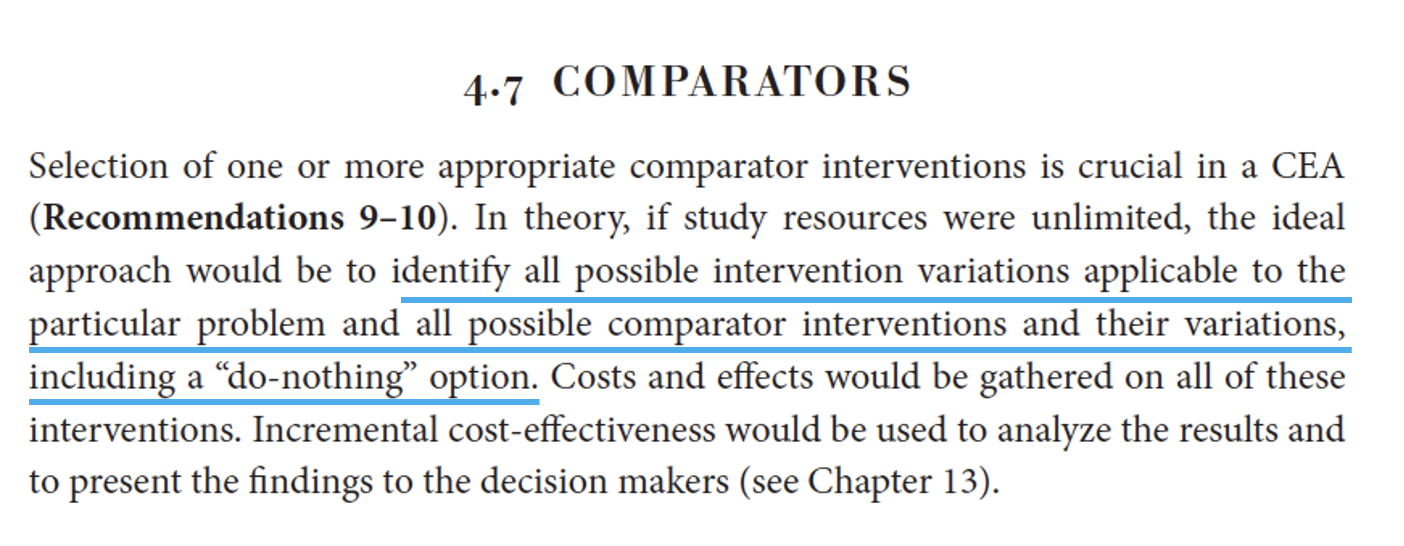 4.7 COMPARATORS
Selection of one or more appropriate comparator interventions is crucial in a CEA
(Recommendations 9–10). In theory, if study resources were unlimited, the ideal
approach would be to identify all possible intervention variations applicable to the
particular problem and all possible comparator interventions and their variations,
including a “do-nothing” option. Costs and effects would be gathered on all of these
interventions. Incremental cost-effectiveness would be used to analyze the results and
to present the findings to the decision makers (see Chapter 13).